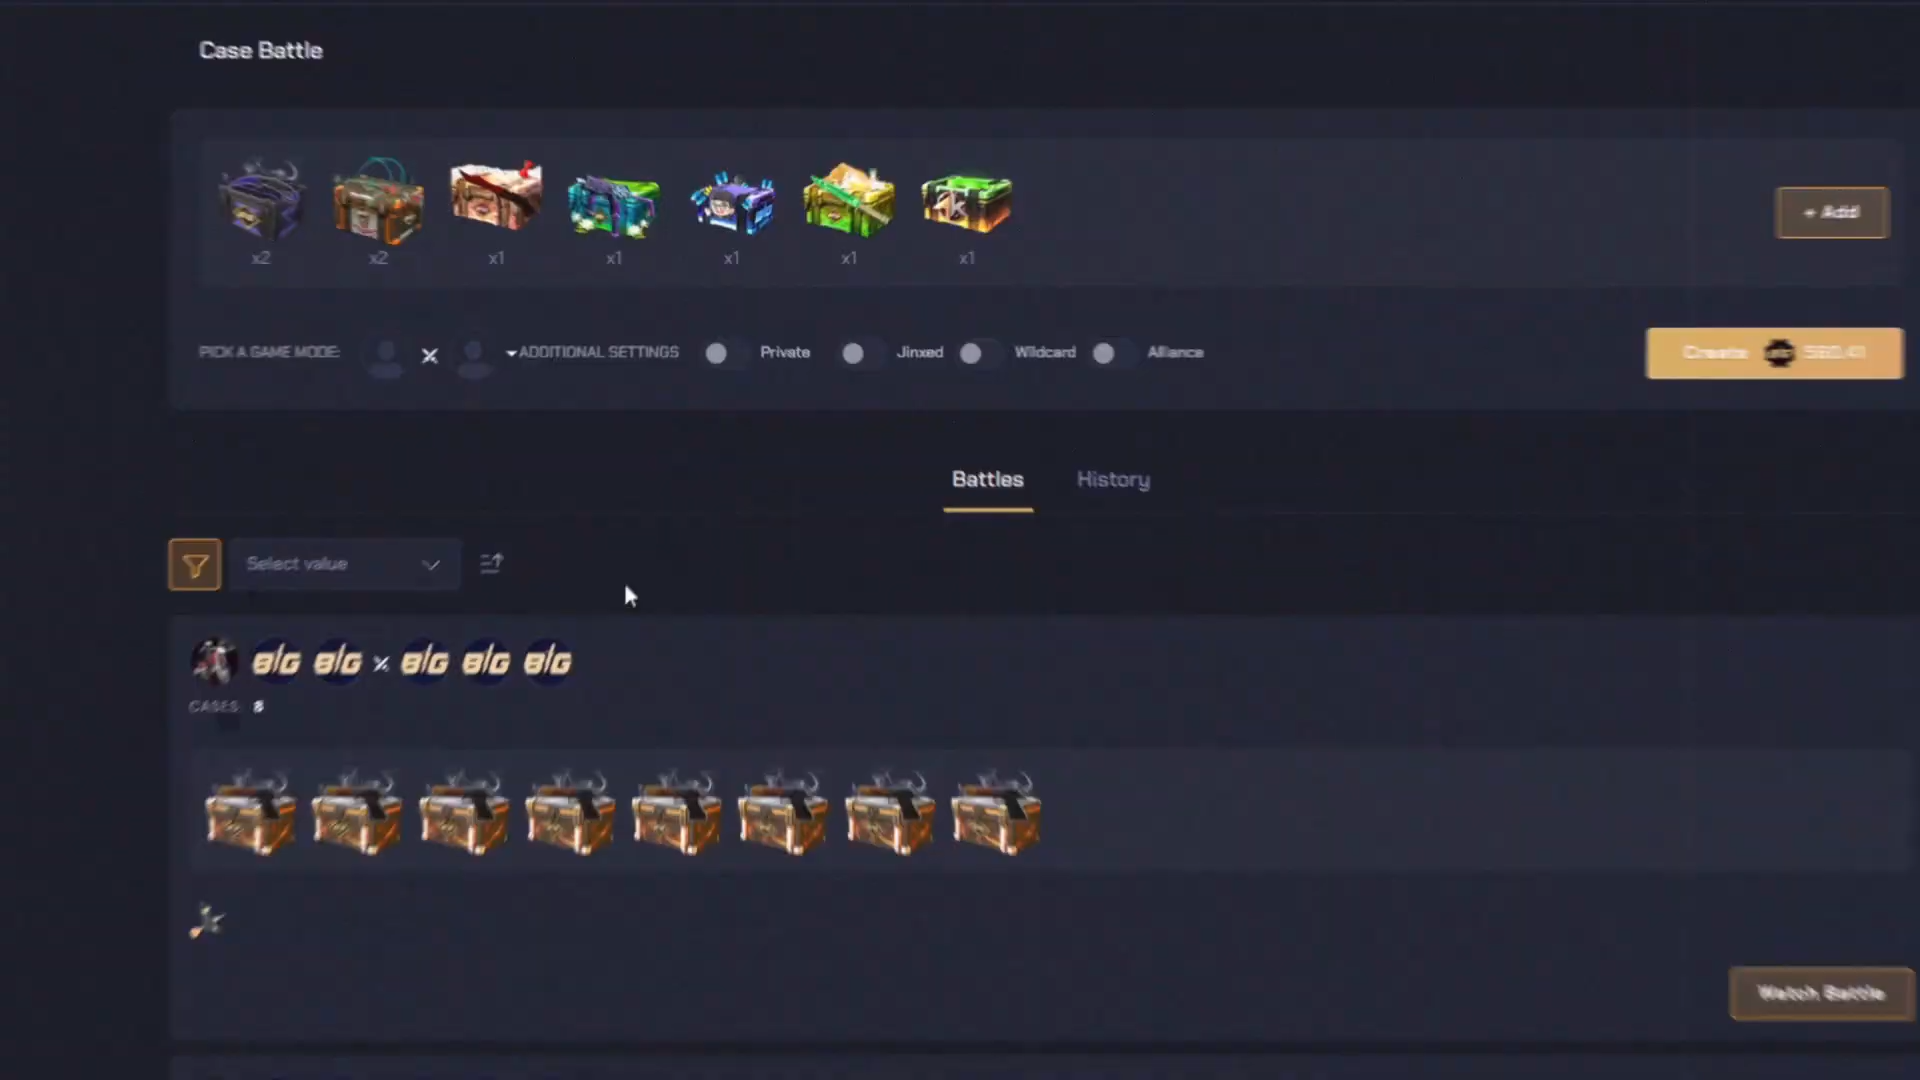 Case Battle
x2 x2 x1 x1 x1 x1 x1
+ Add
PICK A GAME MODE: ADDITIONAL SETTINGS Private Jinxed Wildcard Alliance
Create
Battles History
Select value
B/G B/G B/G B/G B/G
CASES: 8
Watch Battle